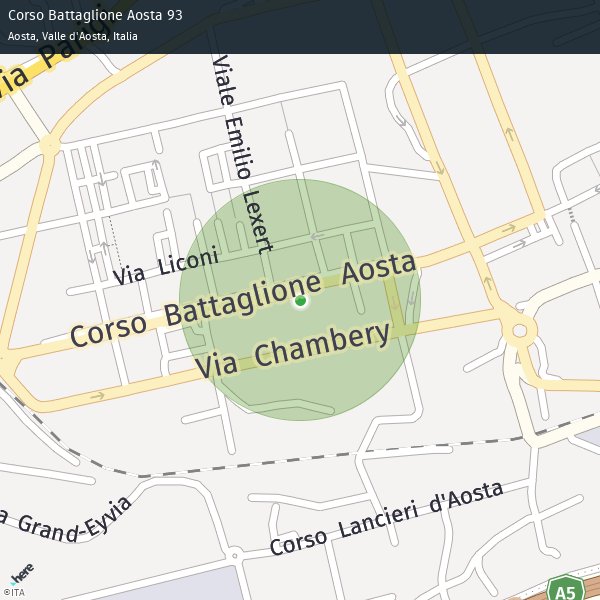 Corso Battaglione Aosta 93
Aosta, Valle d'Aosta, Italia
Via Parigi
Viale Emilio Lexert
Via Liconi
Corso Battaglione Aosta
Via Chambery
a Grand-Eyvia
Corso Lancieri d'Aosta
here
©ITA
A5